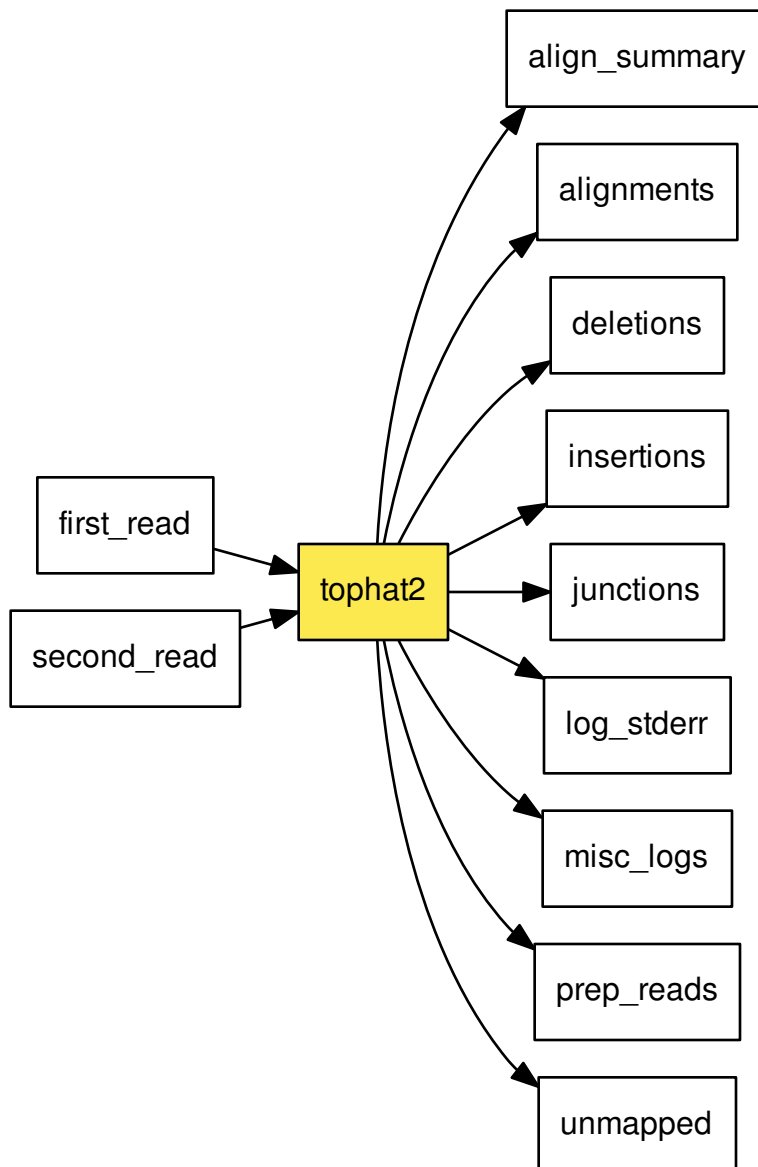 align_summary
alignments
deletions
insertions
first_read
tophat2
junctions
second_read
log_stderr
misc_logs
prep_reads
unmapped